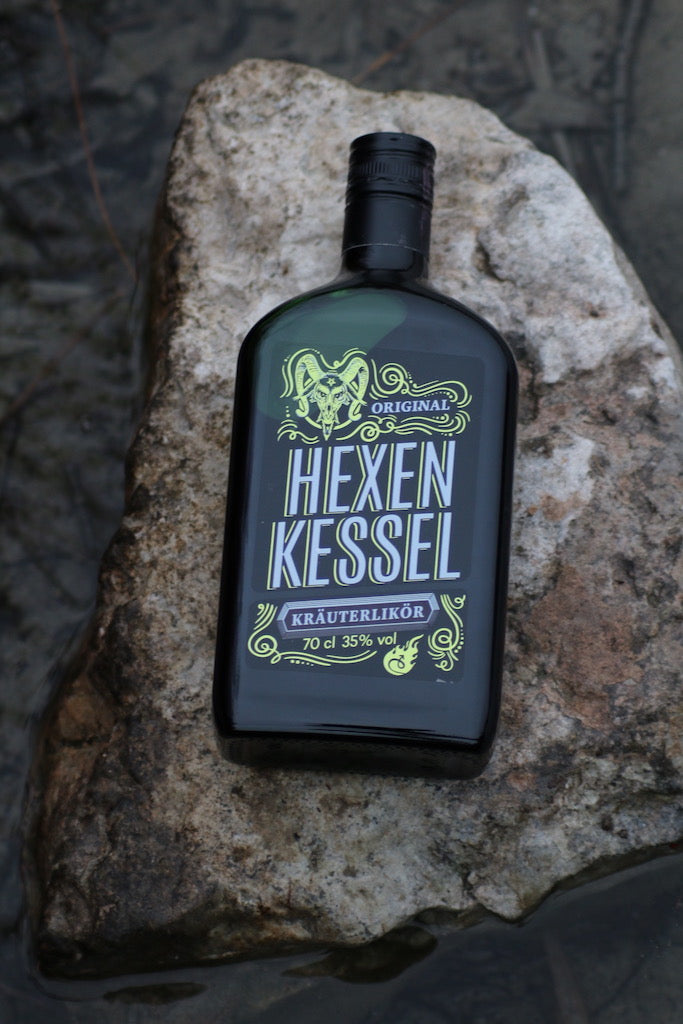 ORIGINAL
HEXEN
KESSEL
KRÄUTERLIKÖR
70 cl 35% vol